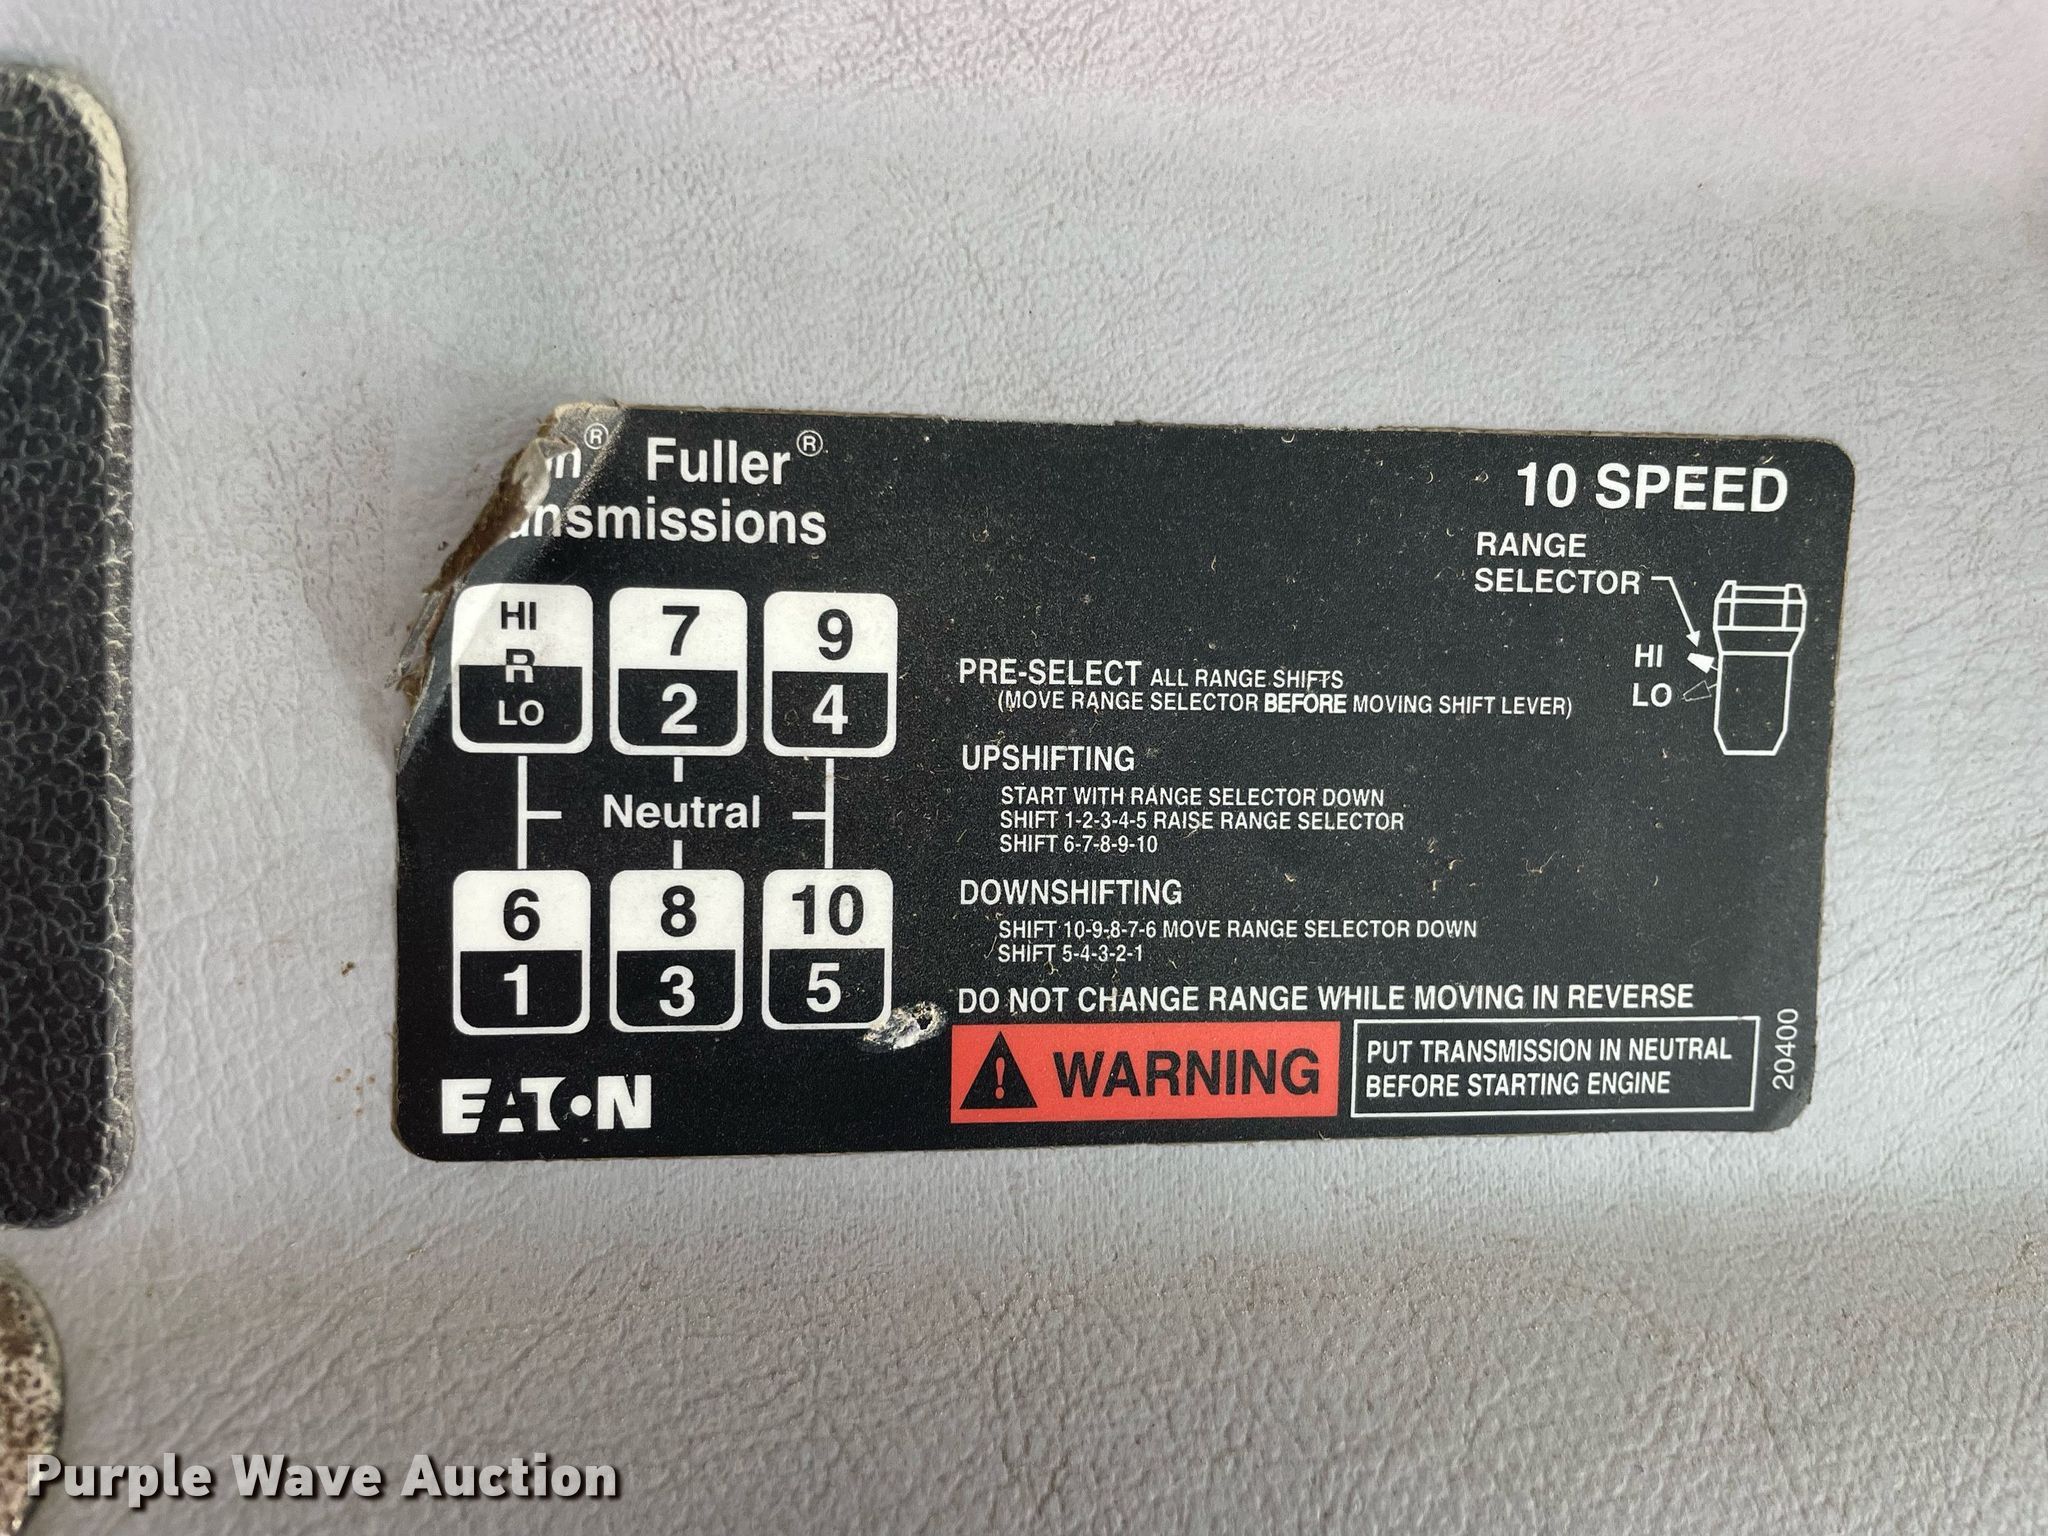 Fuller®
10 SPEED
RANGE
SELECTOR
HI
LO
HI
R
LO
7
2
9
4
Neutral
6
1
8
3
10
5
PRE-SELECT ALL RANGE SHIFTS
(MOVE RANGE SELECTOR BEFORE MOVING SHIFT LEVER)
UPSHIFTING
START WITH RANGE SELECTOR DOWN
SHIFT 1-2-3-4-5 RAISE RANGE SELECTOR
SHIFT 6-7-8-9-10
DOWNSHIFTING
SHIFT 10-9-8-7-6 MOVE RANGE SELECTOR DOWN
SHIFT 5-4-3-2-1
DO NOT CHANGE RANGE WHILE MOVING IN REVERSE
WARNING
PUT TRANSMISSION IN NEUTRAL
BEFORE STARTING ENGINE
20400
EATON
Purple Wave Auction